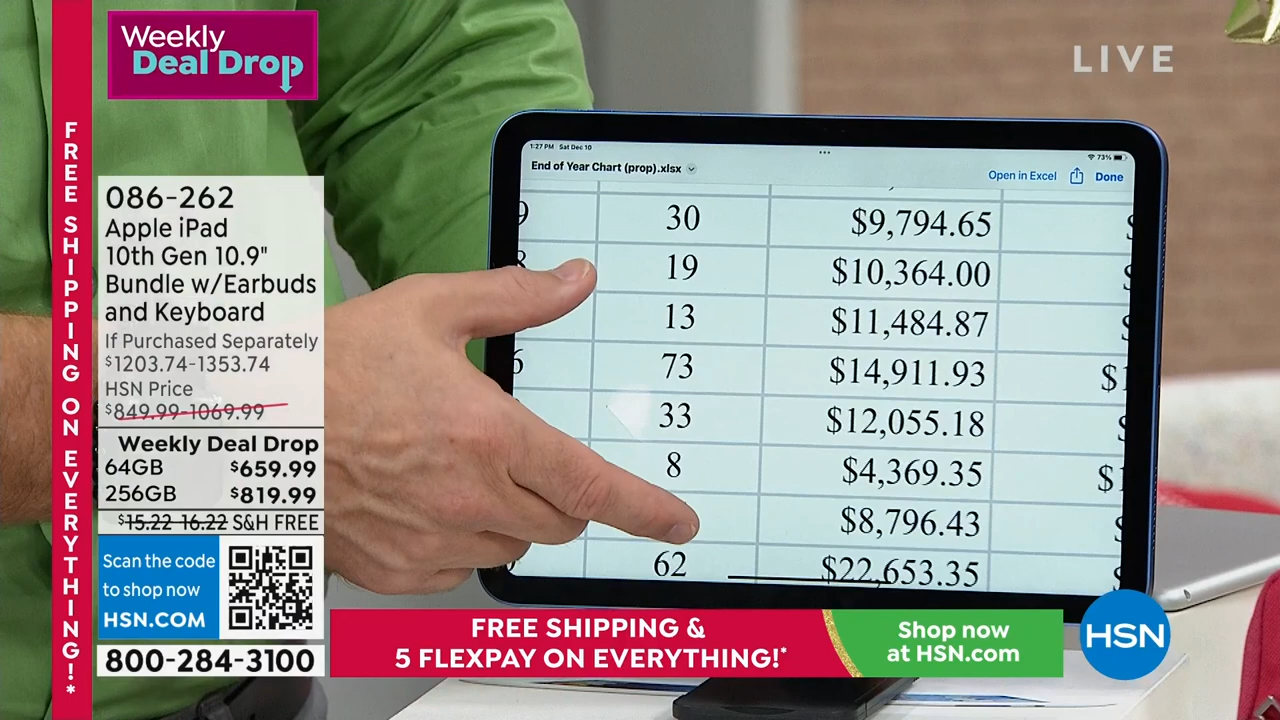 Weekly
Deal Drop
LIVE
FREE SHIPPING ON EVERYTHING!*
086-262
Apple iPad
10th Gen 10.9"
Bundle w/Earbuds
and Keyboard
If Purchased Separately
$1203.74-1353.74
HSN Price
$849.99-1069.99
Weekly Deal Drop
64GB $659.99
256GB $819.99
$15.22-16.22 S&H FREE
Scan the code
to shop now
HSN.COM
800-284-3100
1:27 PM Sat Dec 10
73%
End of Year Chart (prop).xlsx
Open in Excel
Done
9 30 $9,794.65 $
8 19 $10,364.00 $
13 $11,484.87 $
6 73 $14,911.93 $1
33 $12,055.18 $
8 $4,369.35 $1
$8,796.43 $
62 $22,653.35 $
FREE SHIPPING &
5 FLEXPAY ON EVERYTHING!*
Shop now
at HSN.com
HSN